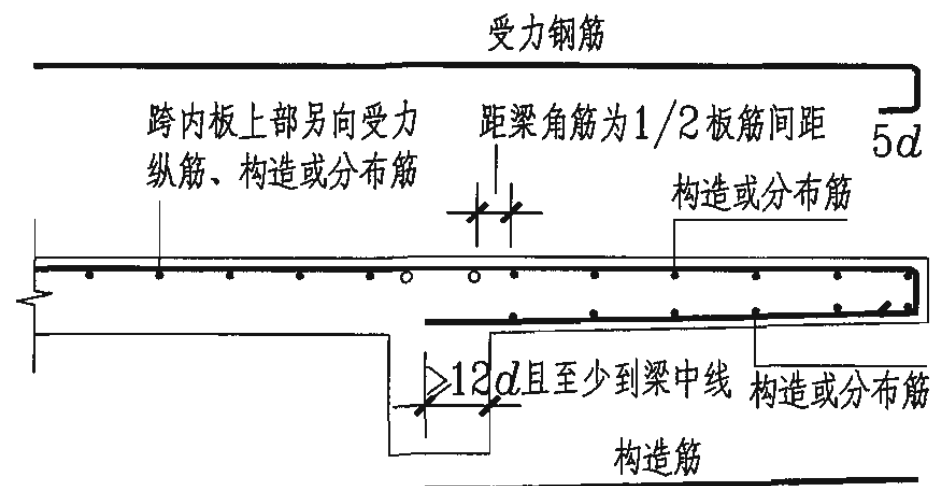 受力钢筋
跨内板上部另向受力
纵筋、构造或分布筋
距梁角筋为1/2板筋间距
5d
构造或分布筋
≥12d且至少到梁中线
构造或分布筋
构造筋